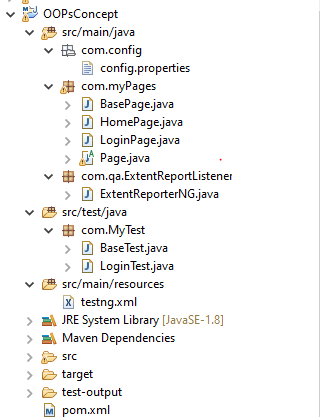 OOPsConcept
src/main/java
com.config
config.properties
com.myPages
BasePage.java
HomePage.java
LoginPage.java
Page.java
com.qa.ExtentReportListener
ExtentReporterNG.java
src/test/java
com.MyTest
BaseTest.java
LoginTest.java
src/main/resources
testng.xml
JRE System Library [JavaSE-1.8]
Maven Dependencies
src
target
test-output
pom.xml